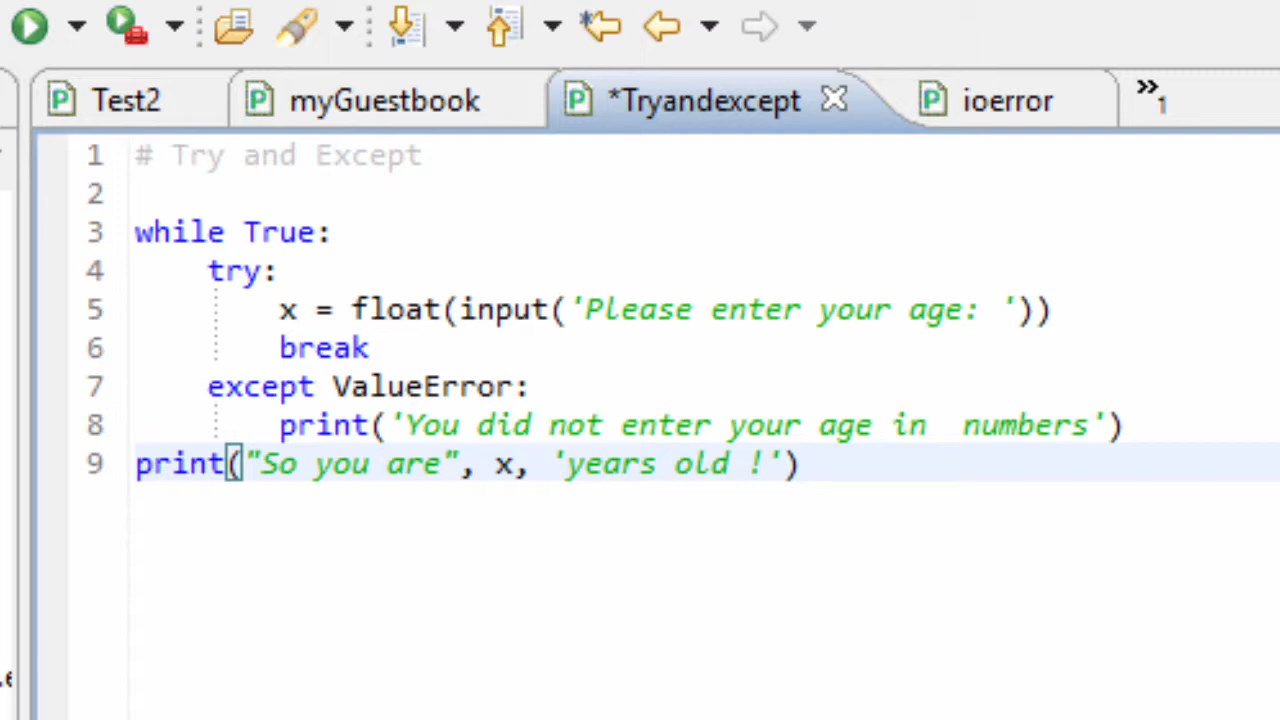 Test2 myGuestbook *Tryandexcept ioerror »1
1 # Try and Except
2
3 while True:
4     try:
5         x = float(input('Please enter your age: '))
6         break
7     except ValueError:
8         print('You did not enter your age in  numbers')
9 print("So you are", x, 'years old !')